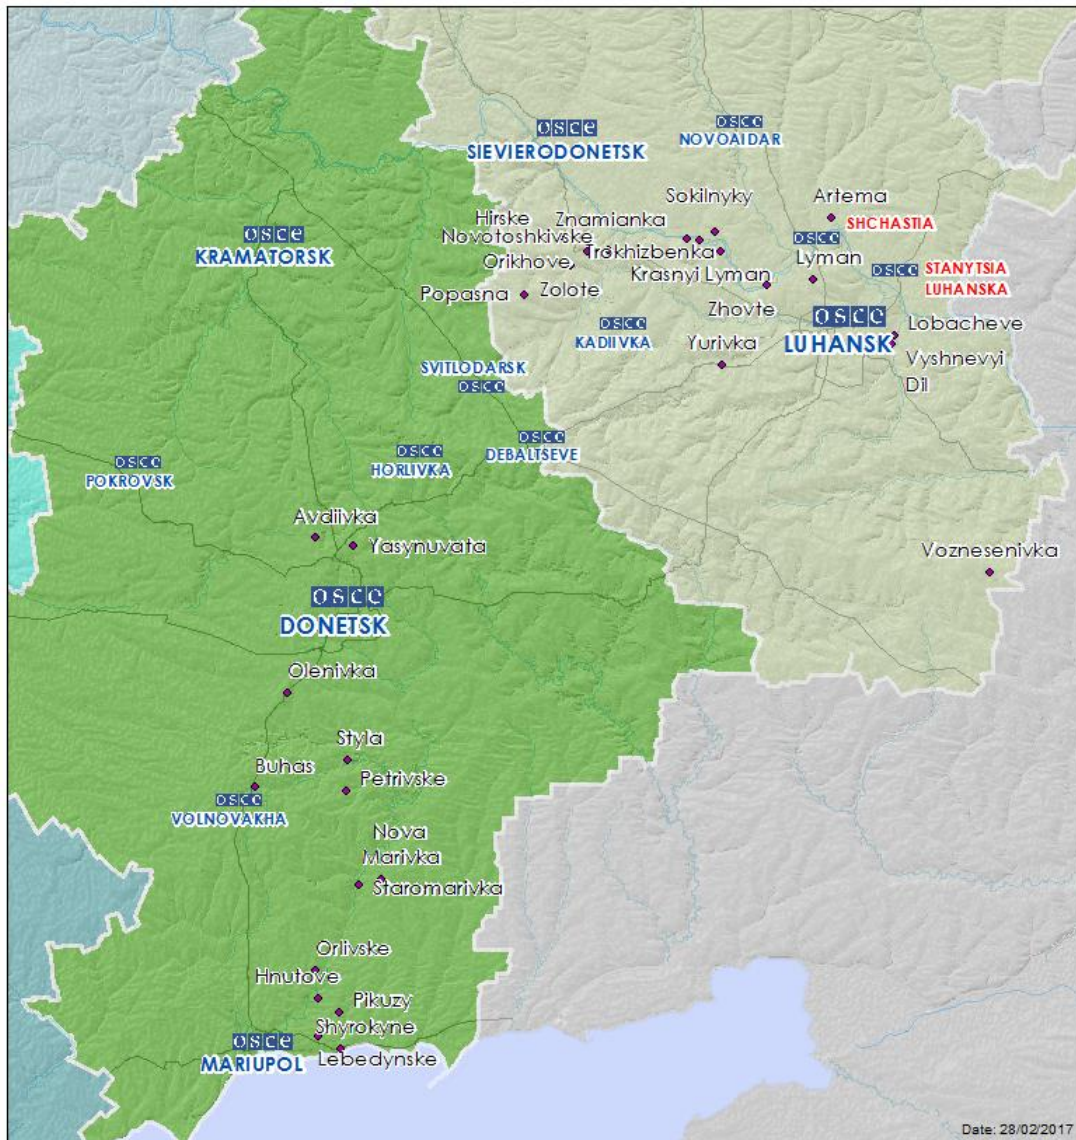 osce
SIEVIERODONETSK
osce
NOVOAIDAR
Sokilnyky
Artema
SHCHASTIA
osce
Hirske
Znamianka
Novotoshkivske
Trokhizbenka
Orikhove
Krasnyi Lyman
Lyman
osce
STANYTSIA
LUHANSKA
osce
KRAMATORSK
Popasna
Zolote
Zhovte
osce
KADIIVKA
Yurivka
osce
LUHANSK
Lobacheve
Vyshnevyi
Dil
SVITLODARSK
osce
osce
DEBALTSEVE
osce
HORLIVKA
osce
POKROVSK
Avdiivka
Yasynuvata
Voznesenivka
osce
DONETSK
Olenivka
Styla
Buhas
Petrivske
osce
VOLNOVAKHA
Nova
Marivka
Staromarivka
Orlivske
Hnutove
Pikuzy
Shyrokyne
osce
MARIUPOL
Lebedynske
Date: 28/02/2017